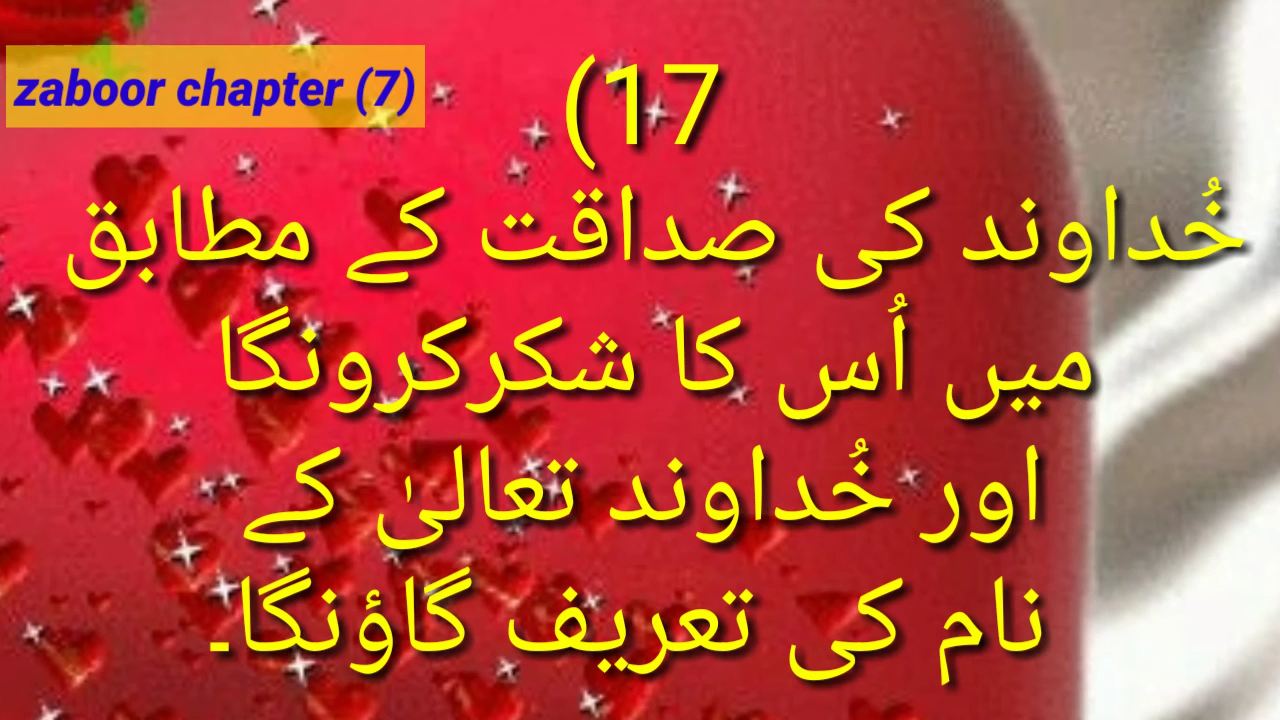 zaboor chapter (7)
(17
خُداوند کی صداقت کے مطابق
میں اُس کا شکرکرونگا
اور خُداوند تعالیٰ کے
نام کی تعریف گاؤنگا۔